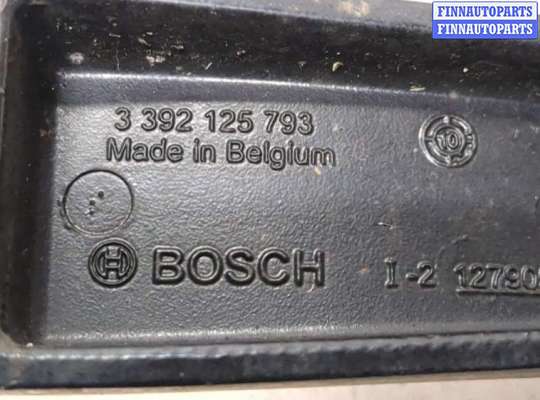 FINNAUTOPARTS
FINNAUTOPARTS
3 392 125 793
Made in Belgium
10
BOSCH
I-2